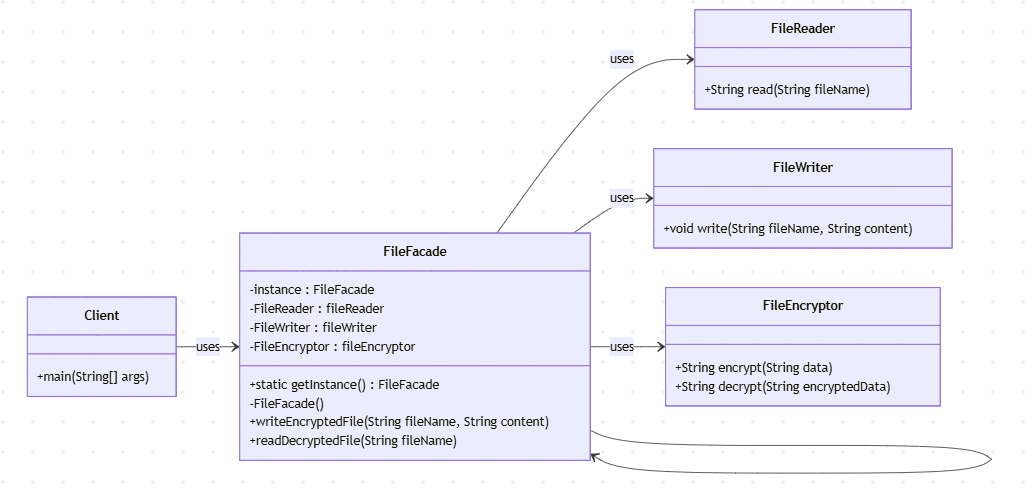 FileReader
+String read(String fileName)
uses
FileWriter
+void write(String fileName, String content)
uses
FileFacade
-instance : FileFacade
-FileReader : fileReader
-FileWriter : fileWriter
-FileEncryptor : fileEncryptor
+static getInstance() : FileFacade
-FileFacade()
+writeEncryptedFile(String fileName, String content)
+readDecryptedFile(String fileName)
Client
+main(String[] args)
uses
FileEncryptor
+String encrypt(String data)
+String decrypt(String encryptedData)
uses